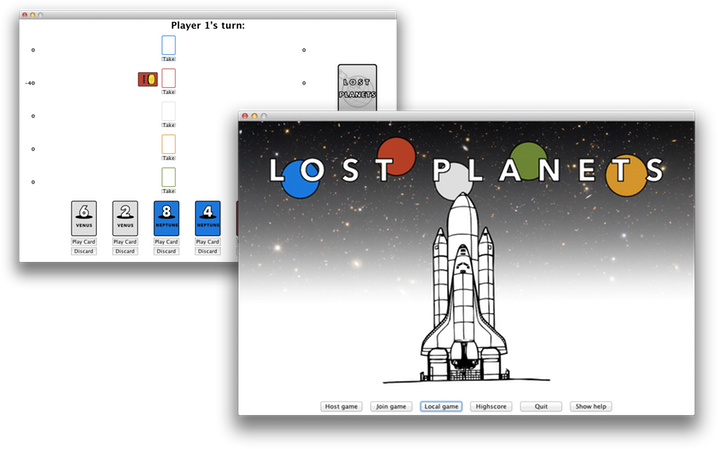 Player 1's turn:
0
0
Take
-40
10
0
LOST
PLANETS
Take
0
Take
0
Take
0
Take
6
VENUS
2
VENUS
8
NEPTUNE
4
NEPTUNE
Play Card
Play Card
Play Card
Play Card
Discard
Discard
Discard
Discard
LOST PLANETS
Host game
Join game
Local game
Highscore
Quit
Show help